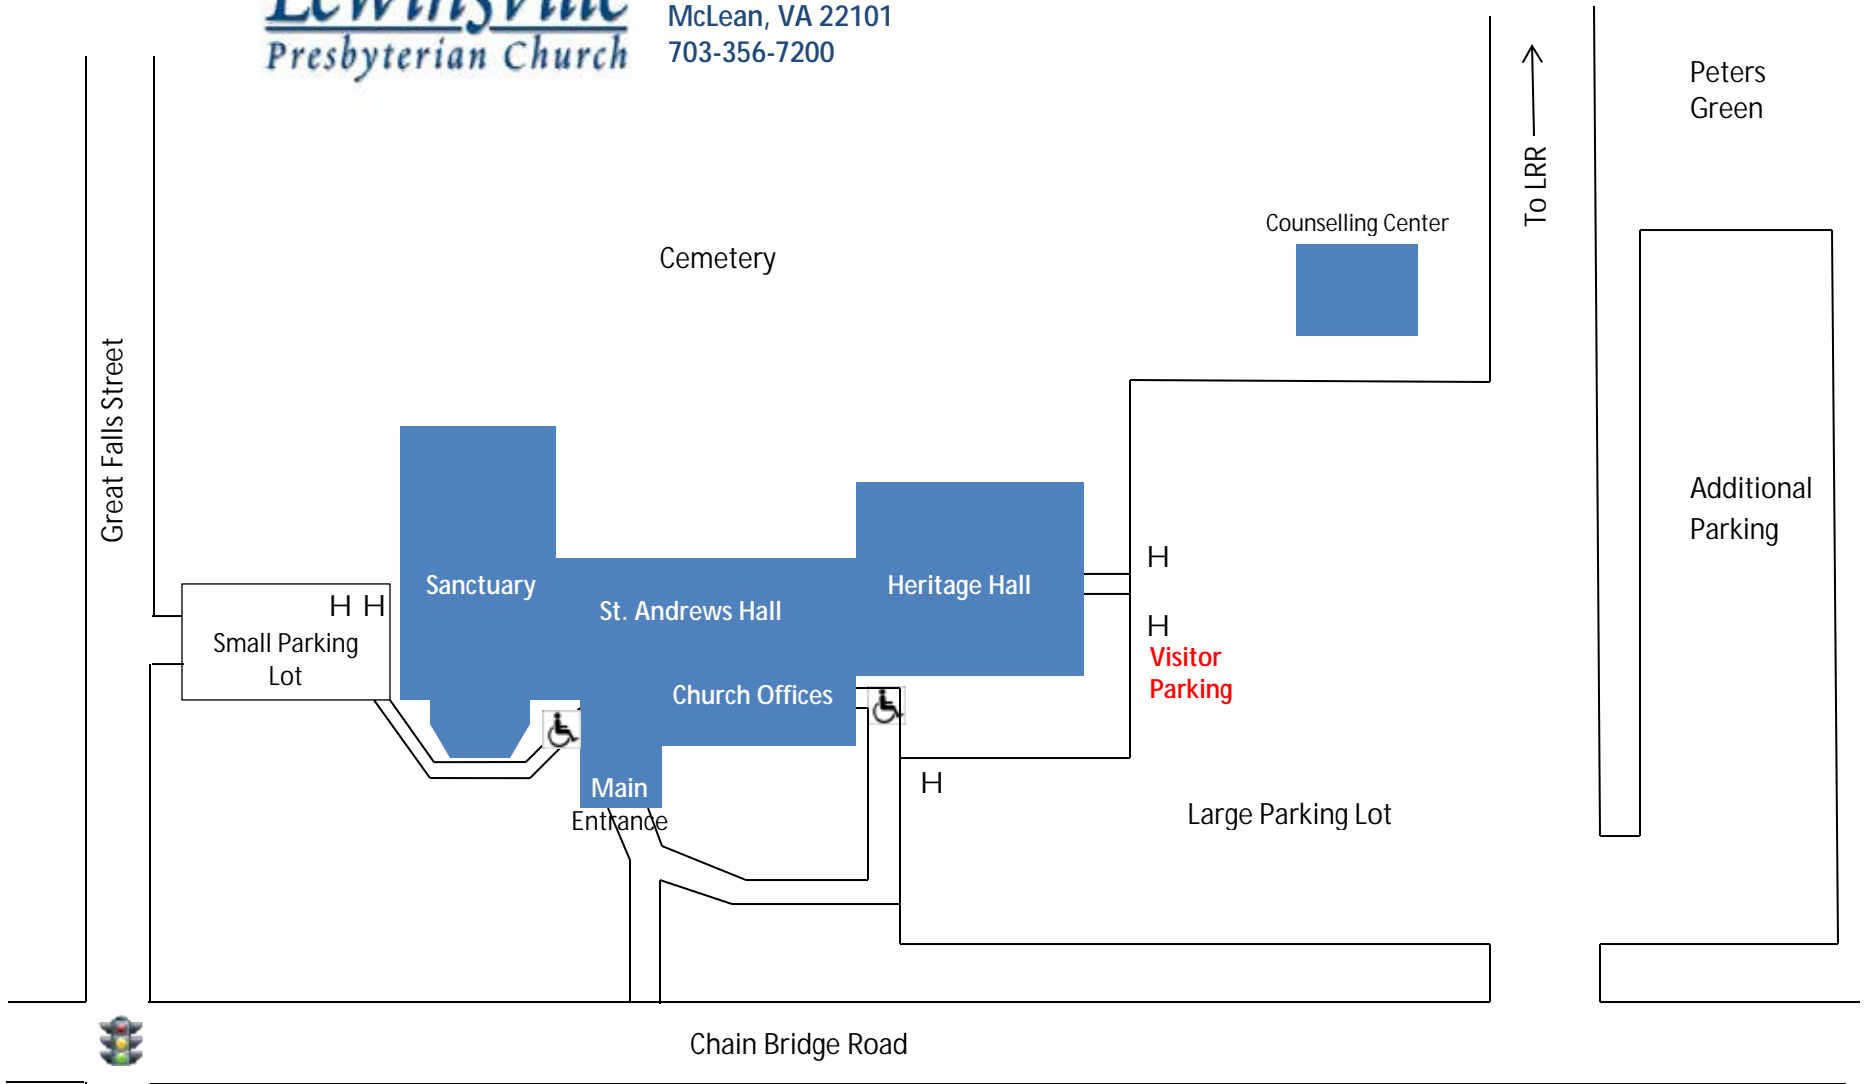 Lewinsville
Presbyterian Church
McLean, VA 22101
703-356-7200
Peters
Green
To LRR
Counselling Center
Cemetery
Great Falls Street
Additional
Parking
Sanctuary
St. Andrews Hall
Heritage Hall
H
H H
Small Parking
Lot
H
Visitor
Parking
Church Offices
H
Main
Entrance
Large Parking Lot
Chain Bridge Road